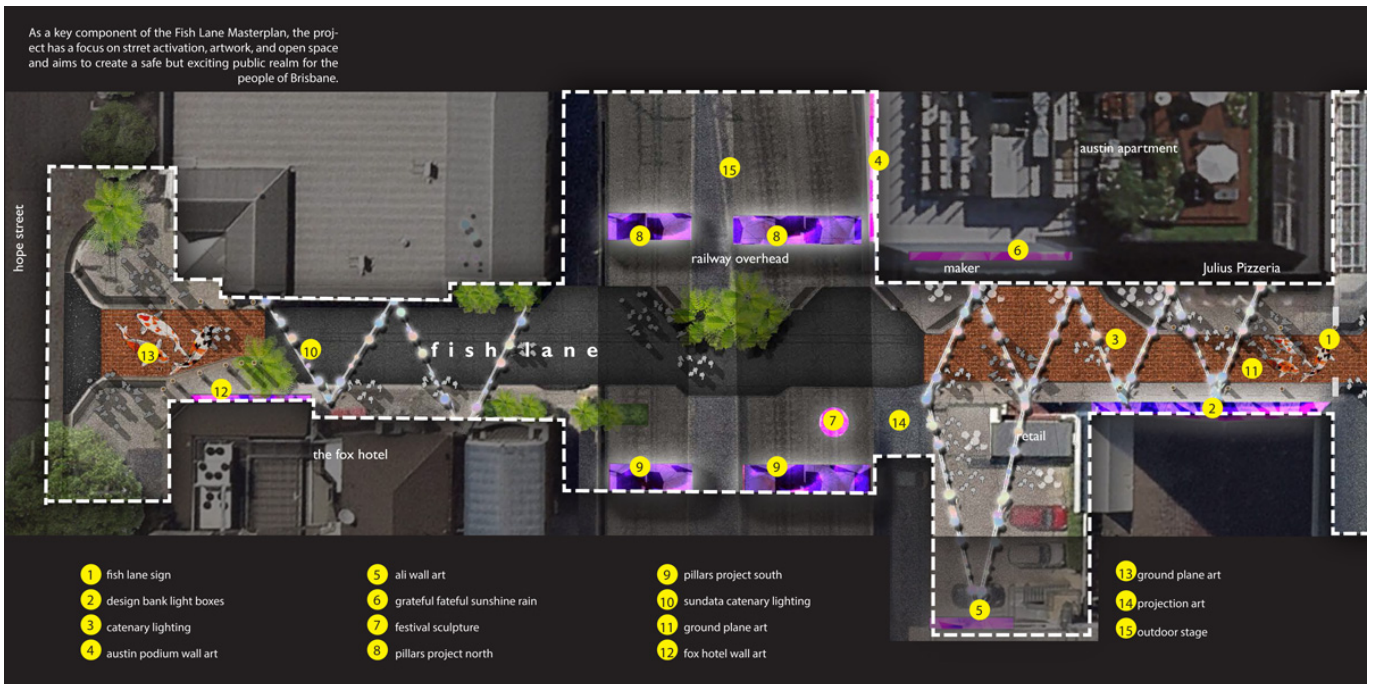 As a key component of the Fish Lane Masterplan, the proj-
ect has a focus on strret activation, artwork, and open space
and aims to create a safe but exciting public realm for the
people of Brisbane.
hope street
15
4
austin apartment
8
8
6
railway overhead
maker
Julius Pizzeria
13
10
fish lane
3
1
11
12
2
7
14
retail
the fox hotel
9
9
5
1 fish lane sign
2 design bank light boxes
3 catenary lighting
4 austin podium wall art
5 ali wall art
6 grateful fateful sunshine rain
7 festival sculpture
8 pillars project north
9 pillars project south
10 sundata catenary lighting
11 ground plane art
12 fox hotel wall art
13 ground plane art
14 projection art
15 outdoor stage